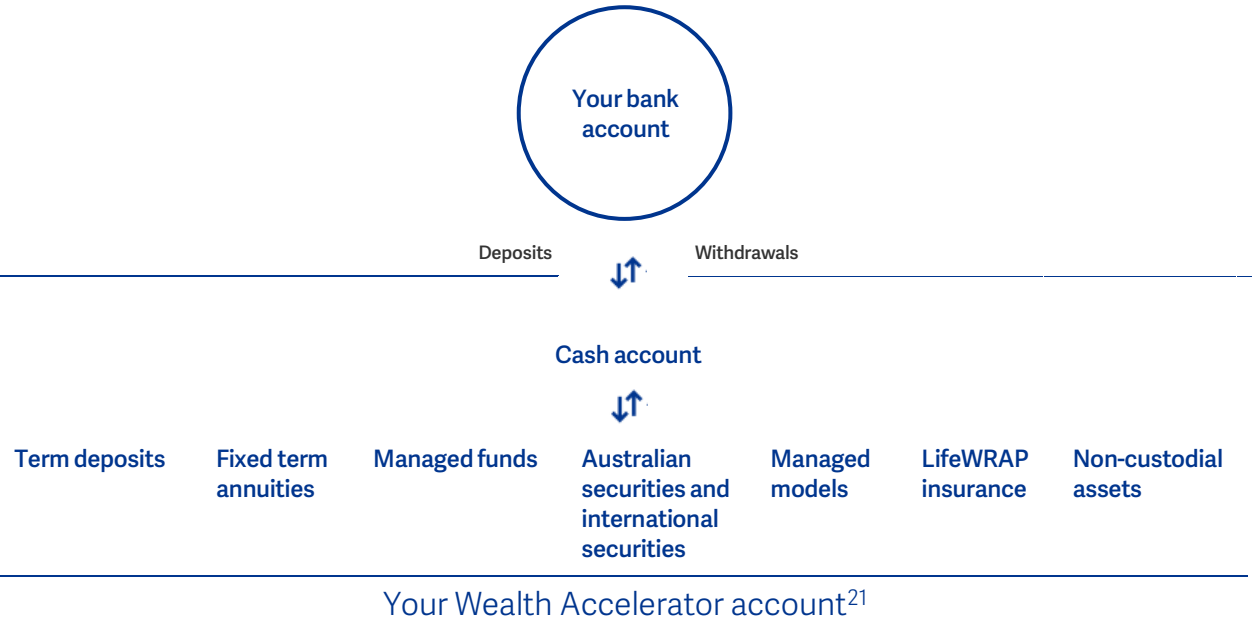 Your bank
account
Deposits
Withdrawals
Cash account
Term deposits
Fixed term
annuities
Managed funds
Australian
securities and
international
securities
Managed
models
LifeWRAP
insurance
Non-custodial
assets
Your Wealth Accelerator account21